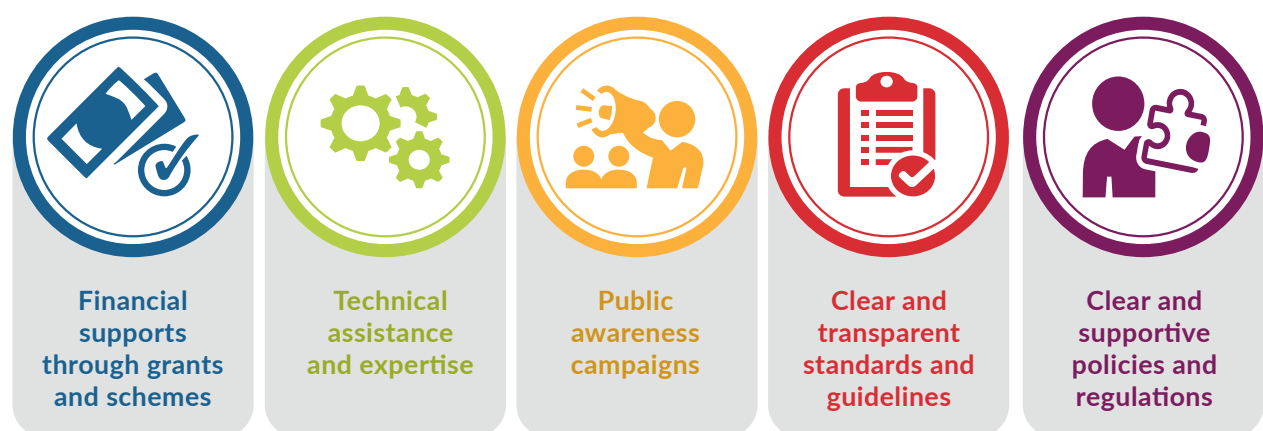 Financial
supports
through grants
and schemes
Technical
assistance
and expertise
Public
awareness
campaigns
Clear and
transparent
standards and
guidelines
Clear and
supportive
policies and
regulations